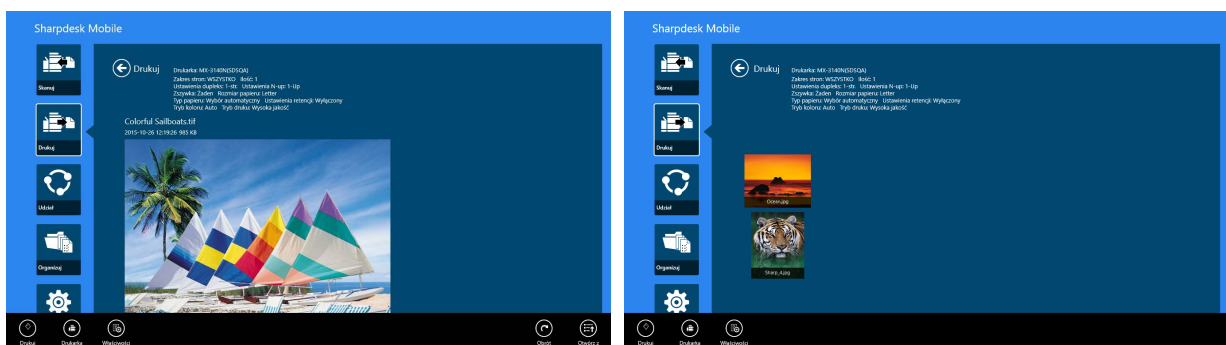 Sharpdesk Mobile
Skanuj
Drukuj
Udział
Organizuj
Drukuj
Drukarka: MX-3140N(SDSQA)
Zakres stron: WSZYSTKO Ilość: 1
Ustawienia dupleks: 1-str. Ustawienia N-up: 1-Up
Zszywka: Żaden Rozmiar papieru: Letter
Typ papieru: Wybór automatyczny Ustawienia retencji: Wyłączony
Tryb koloru: Auto Tryb druku: Wysoka jakość
Colorful Sailboats.tif
2015-10-26 12:19:26 985 KB
Drukuj Drukarka Właściwości Obrót Otwórz z
Sharpdesk Mobile
Skanuj
Drukuj
Udział
Organizuj
Drukuj
Drukarka: MX-3140N(SDSQA)
Zakres stron: WSZYSTKO Ilość: 1
Ustawienia dupleks: 1-str. Ustawienia N-up: 1-Up
Zszywka: Żaden Rozmiar papieru: Letter
Typ papieru: Wybór automatyczny Ustawienia retencji: Wyłączony
Tryb koloru: Auto Tryb druku: Wysoka jakość
Ocean.jpg
Sharp_4.jpg
Drukuj Drukarka Właściwości